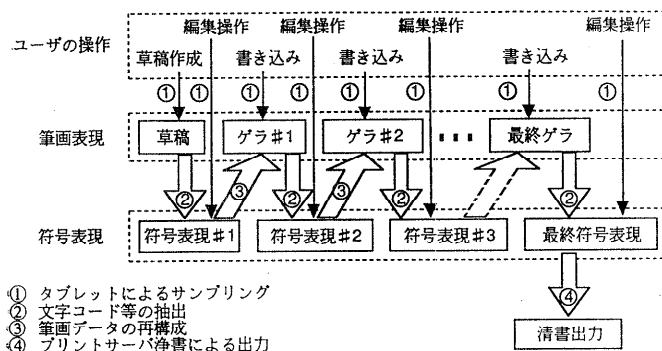 編集操作 編集操作 編集操作 編集操作
ユーザの操作
草稿作成 書き込み 書き込み 書き込み
① ① ① ① ① ① ① ①
筆画表現 草稿 ゲラ#1 ゲラ#2 ・・・ 最終ゲラ
② ③ ② ③ ② ②
符号表現 符号表現#1 符号表現#2 符号表現#3 最終符号表現
① タブレットによるサンプリング
② 文字コード等の抽出
③ 筆画データの再構成
④ プリントサーバ浄書による出力
④
清書出力